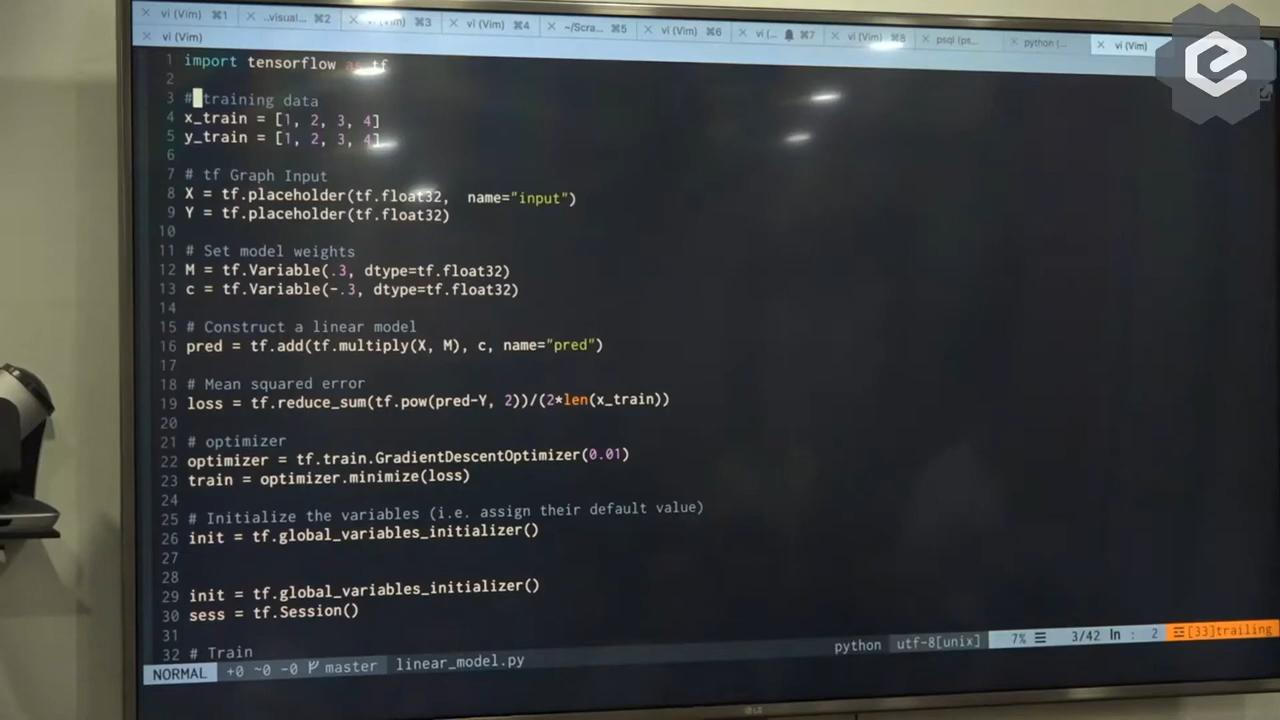 × vi (Vim) ⌘1 × ..visual... ⌘2 × vi (Vim) ⌘3 × vi (Vim) ⌘4 × ~/Scra... ⌘5 × vi (Vim) ⌘6 × vi (... ⌘7 × vi (Vim) ⌘8 × psql (ps... × python (... × vi (Vim)
× vi (Vim)
1 import tensorflow as tf
2
3 # training data
4 x_train = [1, 2, 3, 4]
5 y_train = [1, 2, 3, 4]
6
7 # tf Graph Input
8 X = tf.placeholder(tf.float32,  name="input")
9 Y = tf.placeholder(tf.float32)
10
11 # Set model weights
12 M = tf.Variable(.3, dtype=tf.float32)
13 c = tf.Variable(-.3, dtype=tf.float32)
14
15 # Construct a linear model
16 pred = tf.add(tf.multiply(X, M), c, name="pred")
17
18 # Mean squared error
19 loss = tf.reduce_sum(tf.pow(pred-Y, 2))/(2*len(x_train))
20
21 # optimizer
22 optimizer = tf.train.GradientDescentOptimizer(0.01)
23 train = optimizer.minimize(loss)
24
25 # Initialize the variables (i.e. assign their default value)
26 init = tf.global_variables_initializer()
27
28
29 init = tf.global_variables_initializer()
30 sess = tf.Session()
31
32 # Train
NORMAL +0 ~0 -0 master linear_model.py python utf-8[unix] 7% ☰ 3/42 ln : 2 ☲[33]trailing
LG